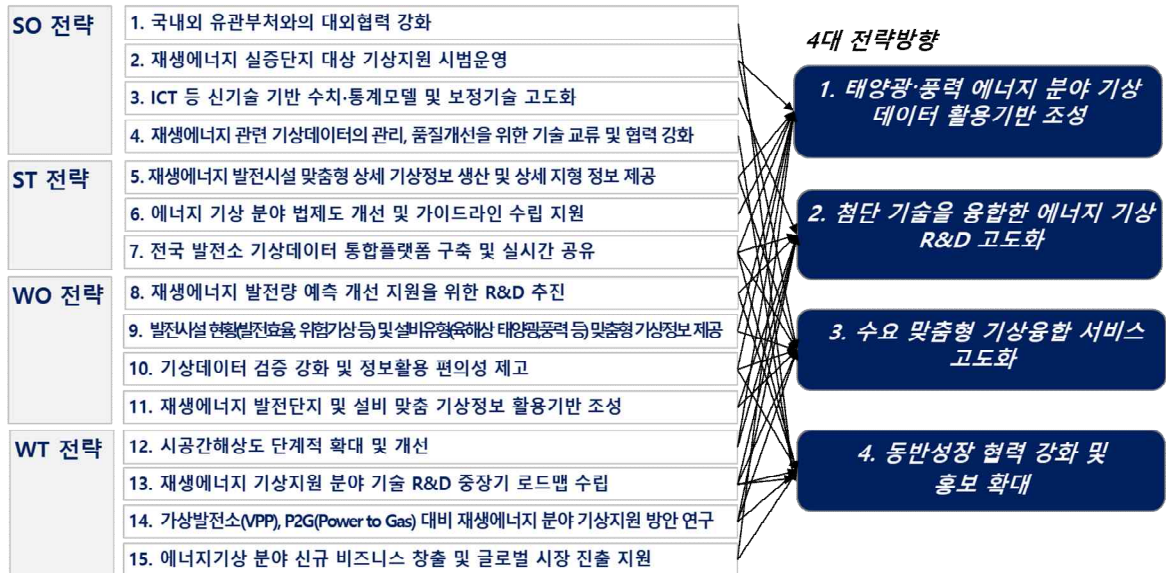 SO 전략
1. 국내외 유관부처와의 대외협력 강화
2. 재생에너지 실증단지 대상 기상지원 시범운영
3. ICT 등 신기술 기반 수치·통계모델 및 보정기술 고도화
4. 재생에너지 관련 기상데이터의 관리, 품질개선을 위한 기술 교류 및 협력 강화
ST 전략
5. 재생에너지 발전시설 맞춤형 상세 기상정보 생산 및 상세 지형 정보 제공
6. 에너지 기상 분야 법제도 개선 및 가이드라인 수립 지원
7. 전국 발전소 기상데이터 통합플랫폼 구축 및 실시간 공유
WO 전략
8. 재생에너지 발전량 예측 개선 지원을 위한 R&D 추진
9. 발전시설 현황(발전효율, 위험기상 등) 및 설비유형(육해상 태양광,풍력 등) 맞춤형 기상정보 제공
10. 기상데이터 검증 강화 및 정보활용 편의성 제고
11. 재생에너지 발전단지 및 설비 맞춤 기상정보 활용기반 조성
WT 전략
12. 시공간해상도 단계적 확대 및 개선
13. 재생에너지 기상지원 분야 기술 R&D 중장기 로드맵 수립
14. 가상발전소(VPP), P2G(Power to Gas) 대비 재생에너지 분야 기상지원 방안 연구
15. 에너지기상 분야 신규 비즈니스 창출 및 글로벌 시장 진출 지원
4대 전략방향
1. 태양광·풍력 에너지 분야 기상
데이터 활용기반 조성
2. 첨단 기술을 융합한 에너지 기상
R&D 고도화
3. 수요 맞춤형 기상융합 서비스
고도화
4. 동반성장 협력 강화 및
홍보 확대